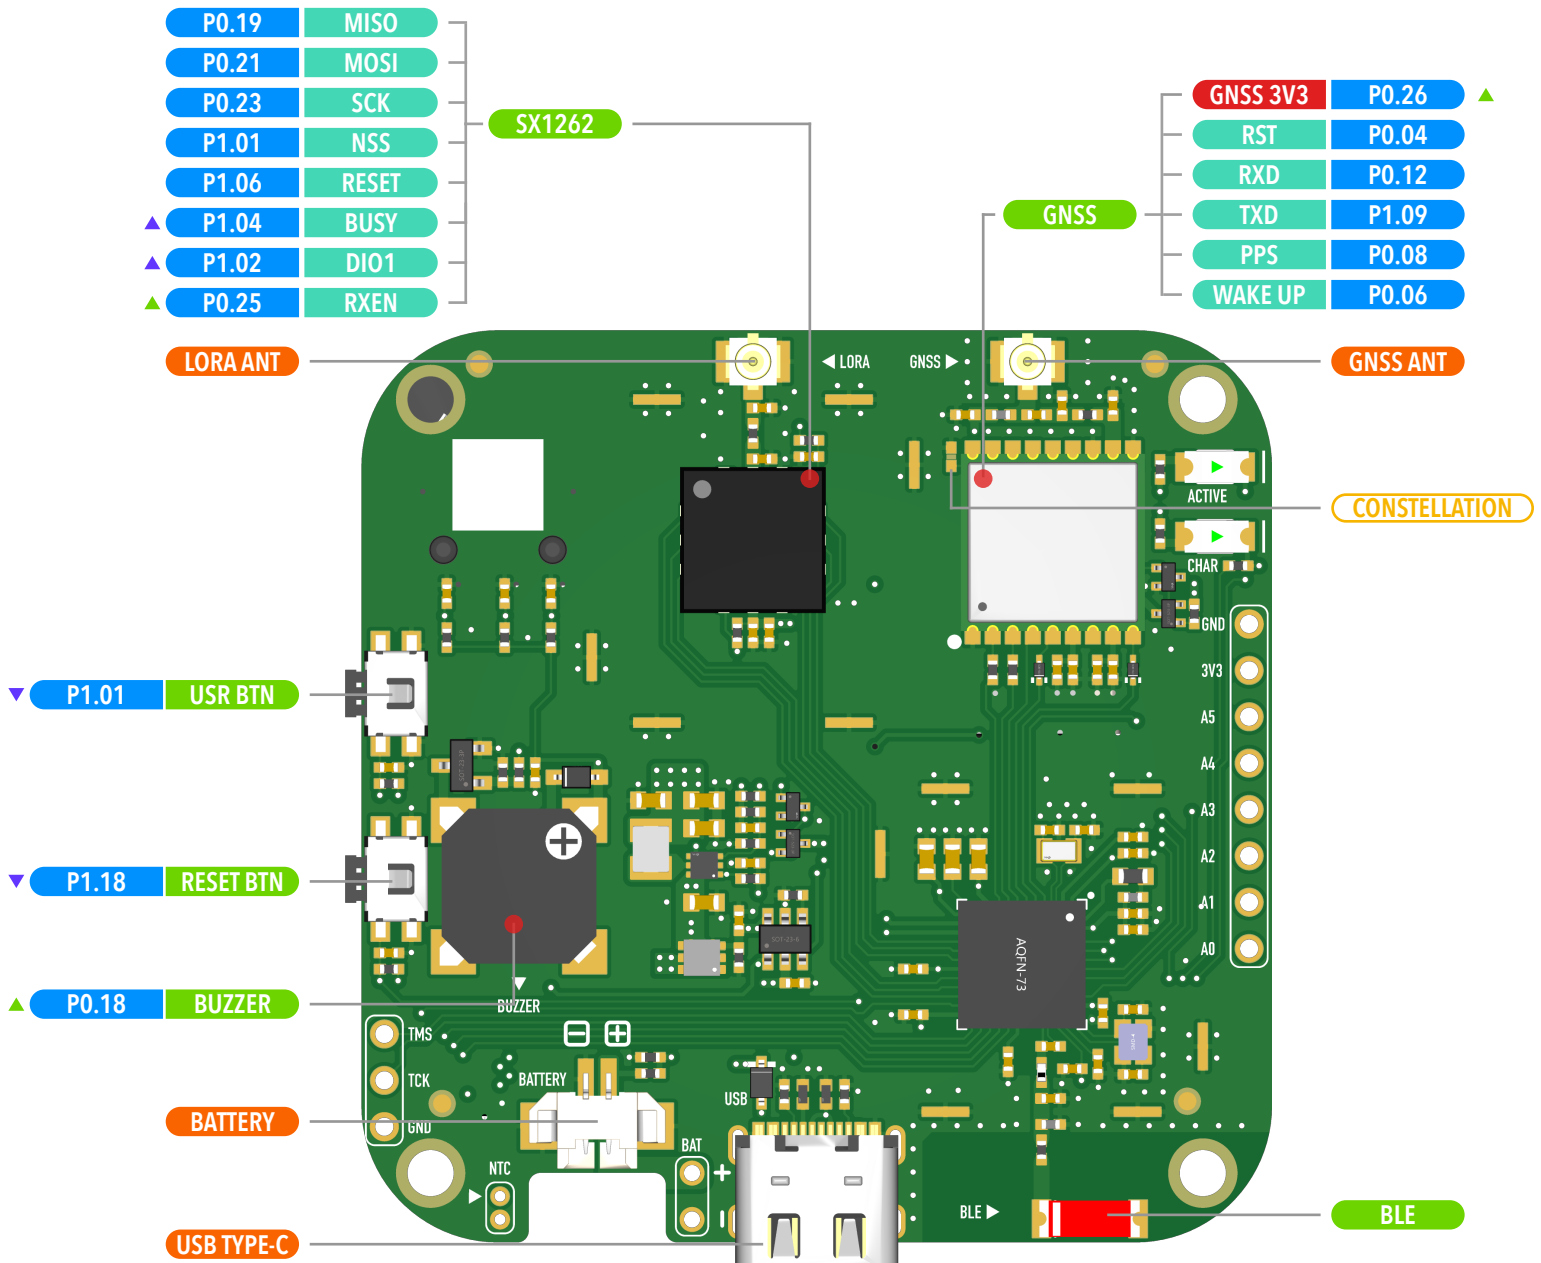 P0.19 MISO
P0.21 MOSI
P0.23 SCK
P1.01 NSS
P1.06 RESET
P1.04 BUSY
P1.02 DIO1
P0.25 RXEN
SX1262
GNSS 3V3 P0.26
RST P0.04
RXD P0.12
TXD P1.09
PPS P0.08
WAKE UP P0.06
GNSS
LORA ANT
LORA
GNSS
GNSS ANT
ACTIVE
CONSTELLATION
CHAR
GND
3V3
A5
A4
A3
A2
A1
A0
P1.01 USR BTN
P1.18 RESET BTN
P0.18 BUZZER
BUZZER
SOT-23-6
AQFN-73
TMS
TCK
GND
BATTERY
BATTERY
USB
BAT
+
−
NTC
BLE
BLE
USB TYPE-C